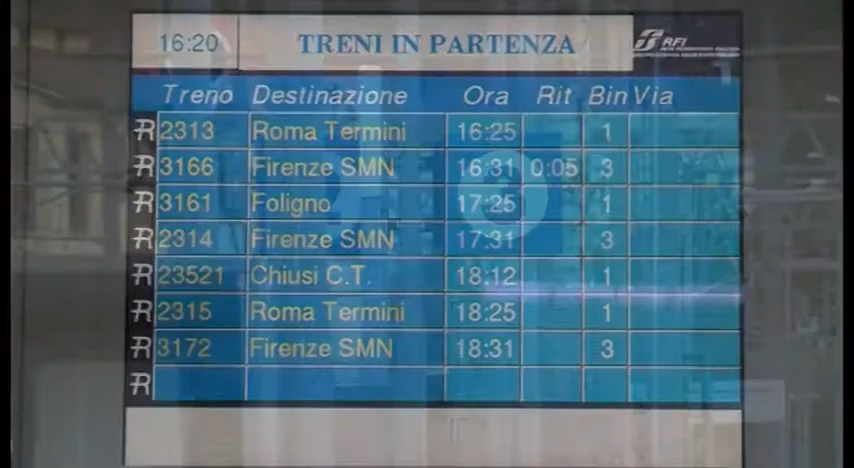 16:20 TRENI IN PARTENZA RFI
Treno Destinazione Ora Rit Bin Via
R 2313 Roma Termini 16:25 1
R 3166 Firenze SMN 16:31 0:05 3
R 3161 Foligno 17:25 1
R 2314 Firenze SMN 17:31 3
R 23521 Chiusi C.T. 18:12 1
R 2315 Roma Termini 18:25 1
R 3172 Firenze SMN 18:31 3
R